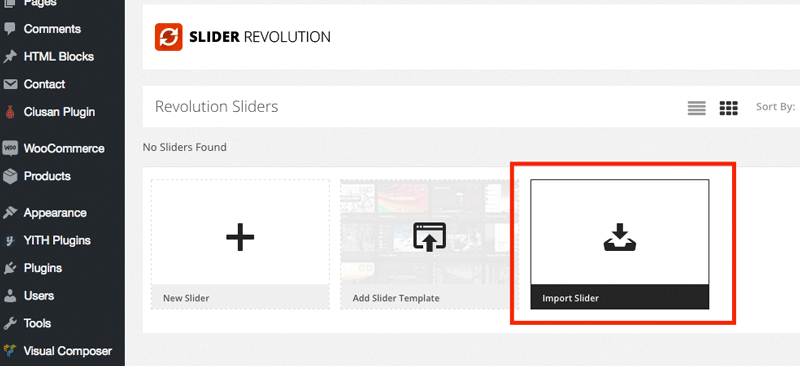 Pages
Comments
HTML Blocks
Contact
Ciusan Plugin
WooCommerce
Products
Appearance
YITH Plugins
Plugins
Users
Tools
Visual Composer
SLIDER REVOLUTION
Revolution Sliders
Sort By:
No Sliders Found
New Slider
Add Slider Template
Import Slider